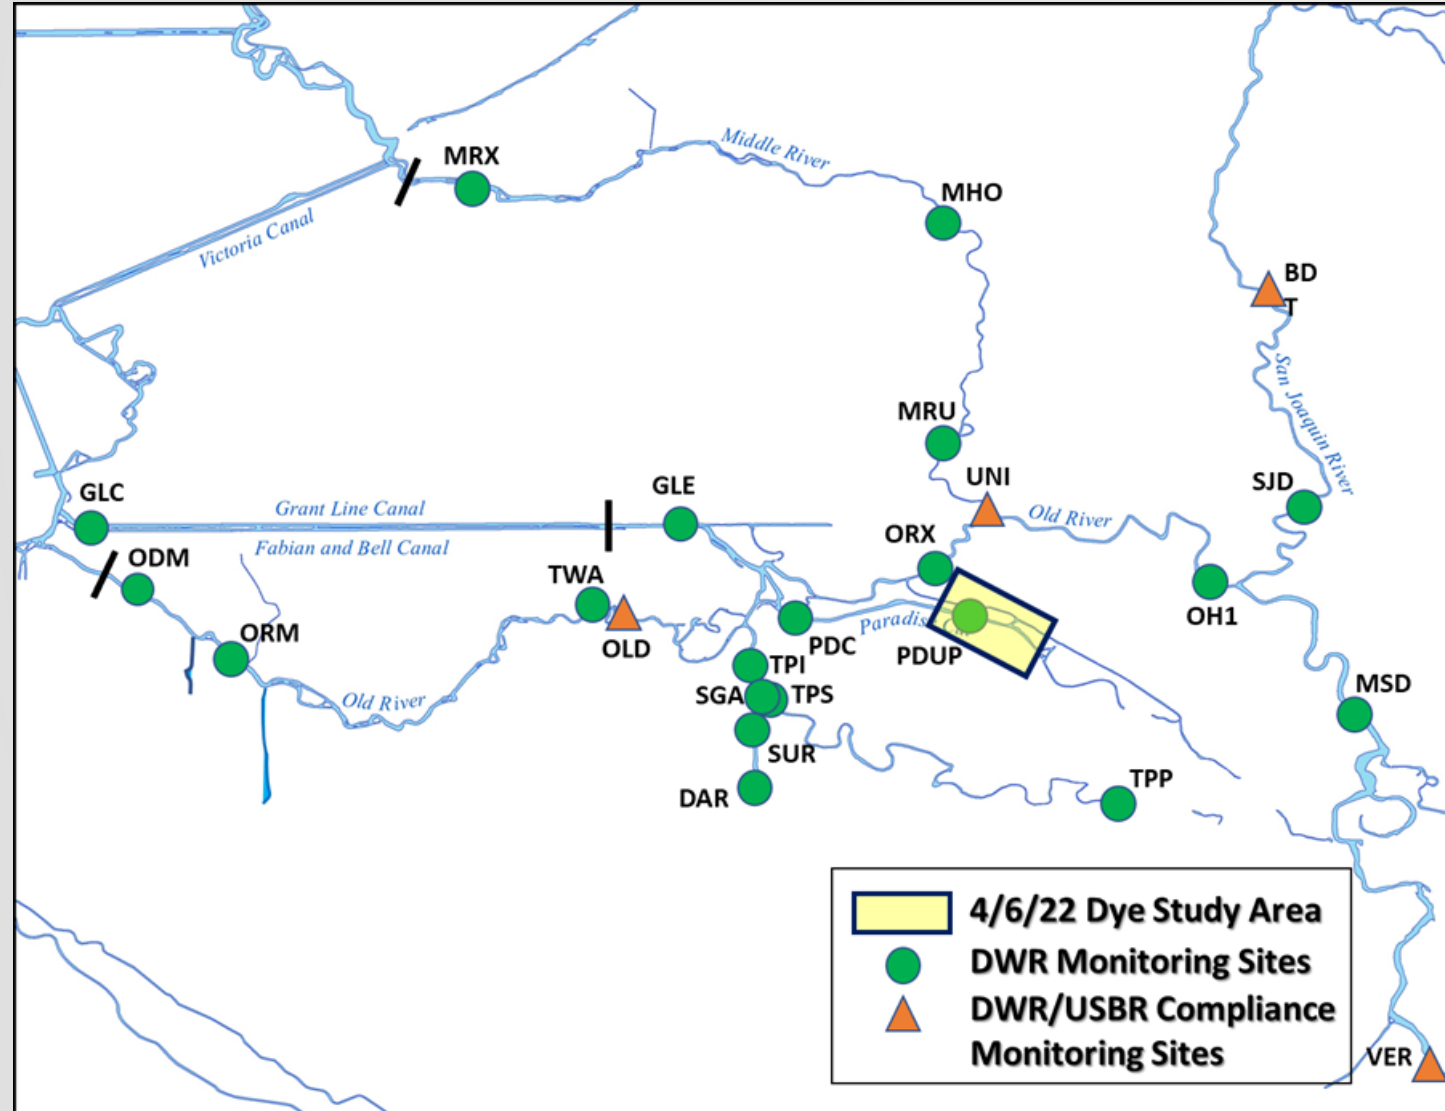 Middle River
MRX
MHO
Victoria Canal
BD
T
San Joaquin River
MRU
UNI
SJD
GLC
Grant Line Canal
GLE
Old River
Fabian and Bell Canal
ORX
ODM
TWA
OH1
ORM
OLD
PDC
Paradise Cut
PDUP
TPI
MSD
Old River
SGA
TPS
SUR
TPP
DAR
4/6/22 Dye Study Area
DWR Monitoring Sites
DWR/USBR Compliance
Monitoring Sites
VER